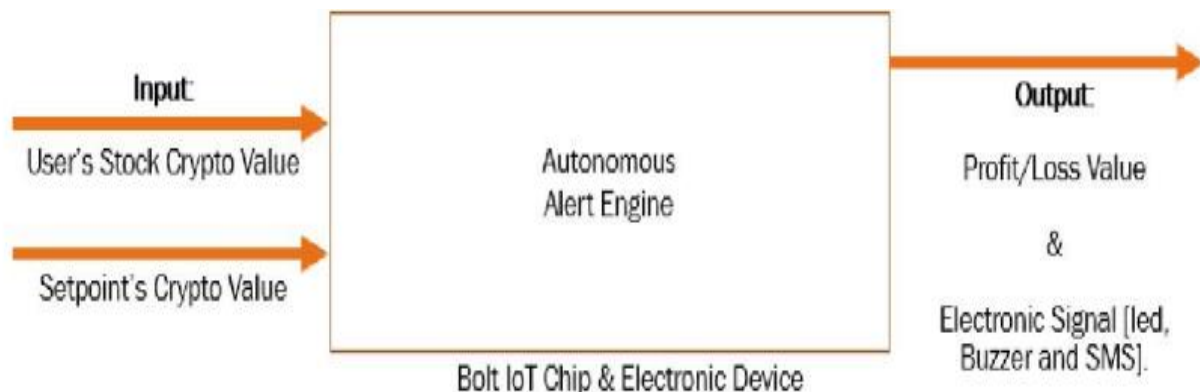 Input:
User's Stock Crypto Value
Setpoint's Crypto Value
Autonomous
Alert Engine
Bolt IoT Chip & Electronic Device
Output:
Profit/Loss Value
&
Electronic Signal [led,
Buzzer and SMS].